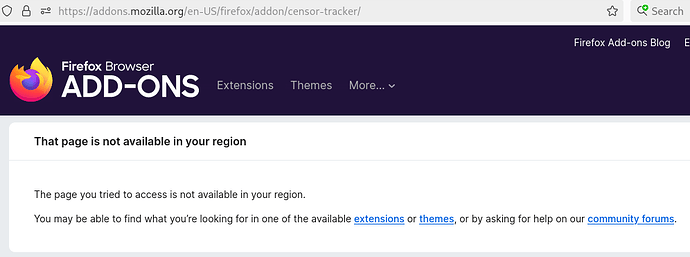 https://addons.mozilla.org/en-US/firefox/addon/censor-tracker/
Search
Firefox Add-ons Blog
E
Firefox Browser
ADD-ONS
Extensions
Themes
More...
That page is not available in your region
The page you tried to access is not available in your region.
You may be able to find what you’re looking for in one of the available extensions or themes, or by asking for help on our community forums.